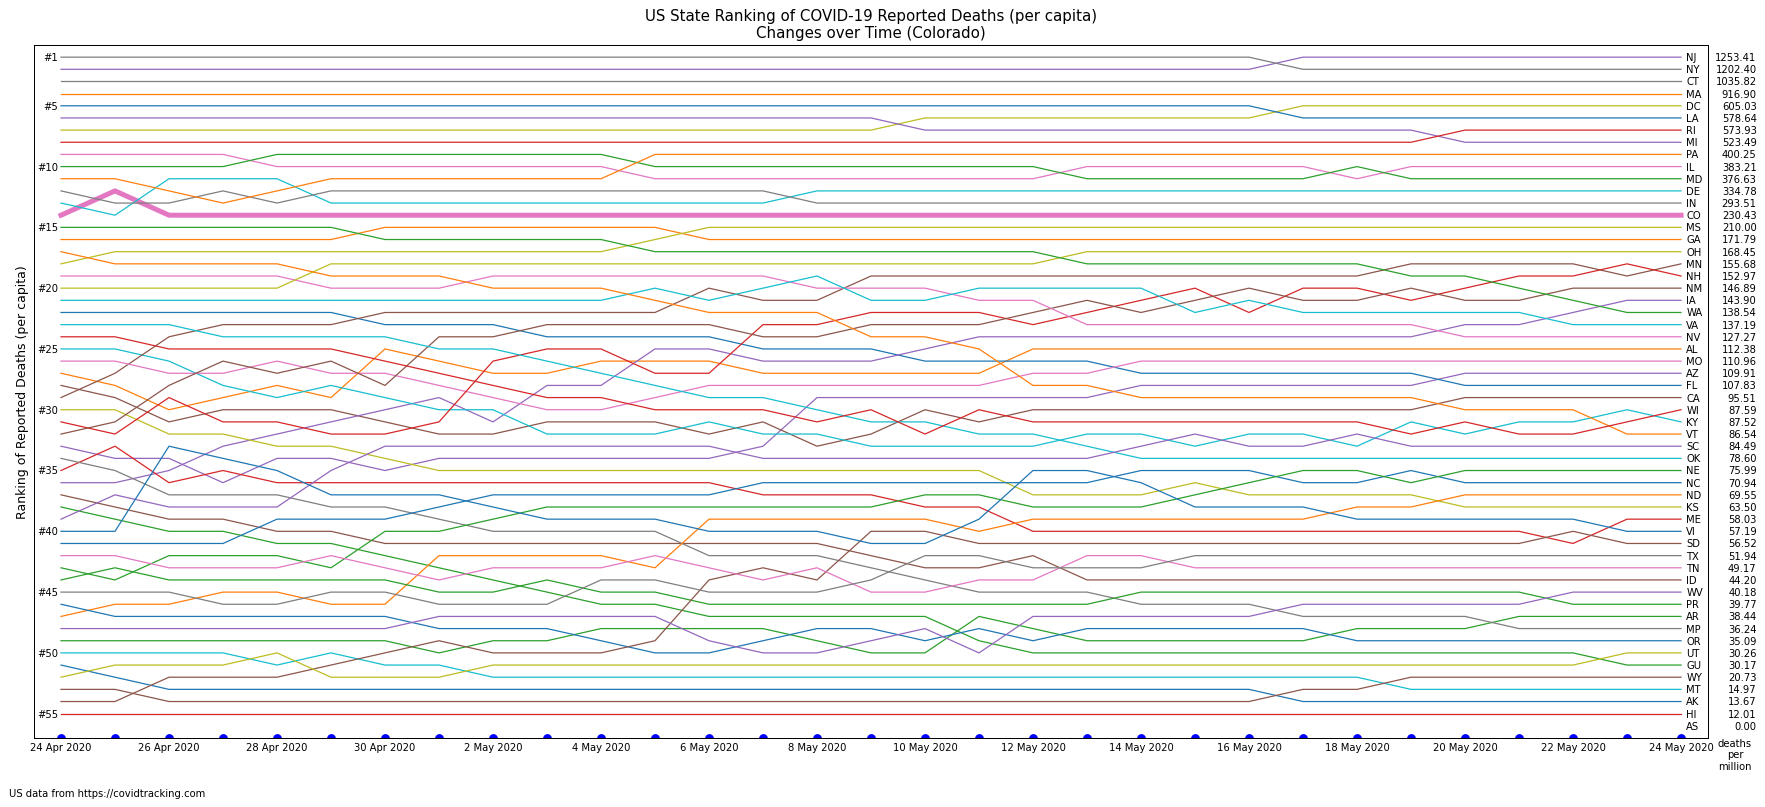 US State Ranking of COVID-19 Reported Deaths (per capita)
Changes over Time (Colorado)
Ranking of Reported Deaths (per capita)
#1
#5
#10
#15
#20
#25
#30
#35
#40
#45
#50
#55
NJ 1253.41
NY 1202.40
CT 1035.82
MA 916.90
DC 605.03
LA 578.64
RI 573.93
MI 523.49
PA 400.25
IL 383.21
MD 376.63
DE 334.78
IN 293.51
CO 230.43
MS 210.00
GA 171.79
OH 168.45
MN 155.68
NH 152.97
NM 146.89
IA 143.90
WA 138.54
VA 137.19
NV 127.27
AL 112.38
MO 110.96
AZ 109.91
FL 107.83
CA 95.51
WI 87.59
KY 87.52
VT 86.54
SC 84.49
OK 78.60
NE 75.99
NC 70.94
ND 69.55
KS 63.50
ME 58.03
VI 57.19
SD 56.52
TX 51.94
TN 49.17
ID 44.20
WV 40.18
PR 39.77
AR 38.44
MP 36.24
OR 35.09
UT 30.26
GU 30.17
WY 20.73
MT 14.97
AK 13.67
HI 12.01
AS 0.00
24 Apr 2020 26 Apr 2020 28 Apr 2020 30 Apr 2020 2 May 2020 4 May 2020 6 May 2020 8 May 2020 10 May 2020 12 May 2020 14 May 2020 16 May 2020 18 May 2020 20 May 2020 22 May 2020 24 May 2020
deaths
per
million
US data from https://covidtracking.com